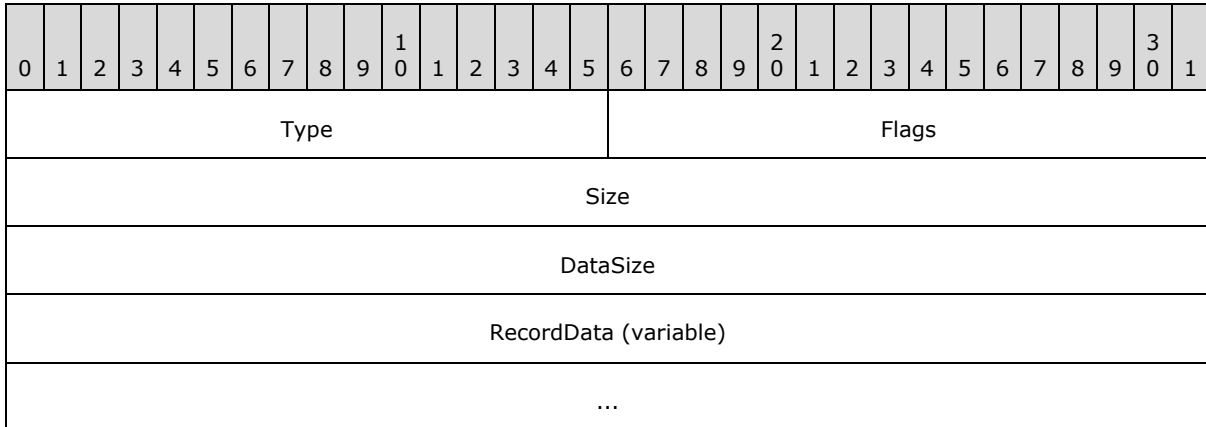 0 1 2 3 4 5 6 7 8 9 1 0 1 2 3 4 5 6 7 8 9 2 0 1 2 3 4 5 6 7 8 9 3 0 1
Type Flags
Size
DataSize
RecordData (variable)
...